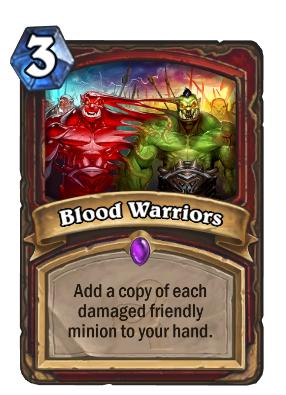 3
Blood Warriors
Add a copy of each
damaged friendly
minion to your hand.